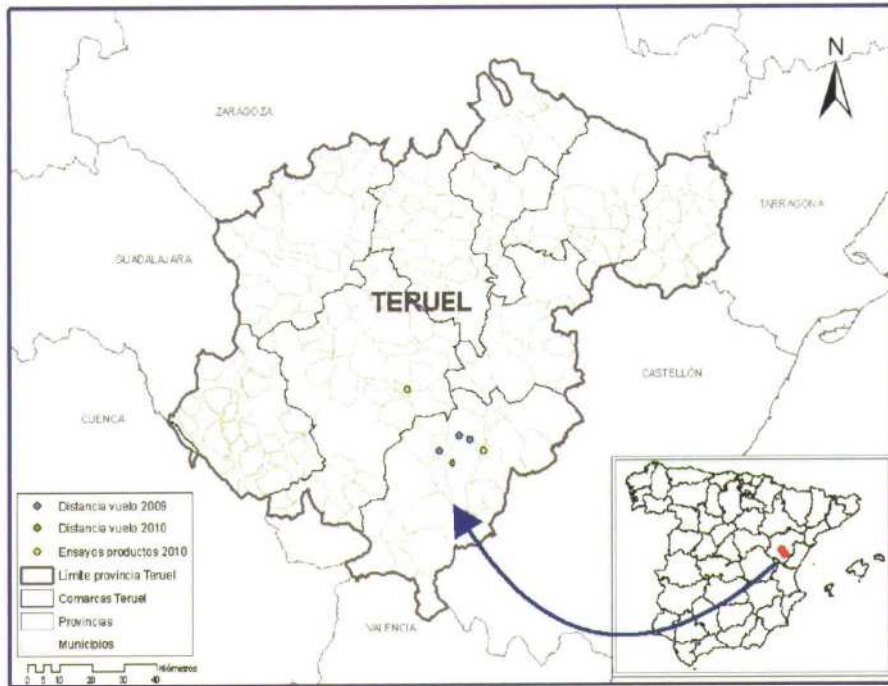 N
ZARAGOZA
TARRAGONA
GUADALAJARA
TERUEL
CASTELLÓN
CUENCA
Distancia vuelo 2009
Distancia vuelo 2010
Ensayos productos 2010
Límite provincia Teruel
Comarcas Teruel
Provincias
Municipios
VALENCIA
Kilómetros
0 5 10 20 30 40